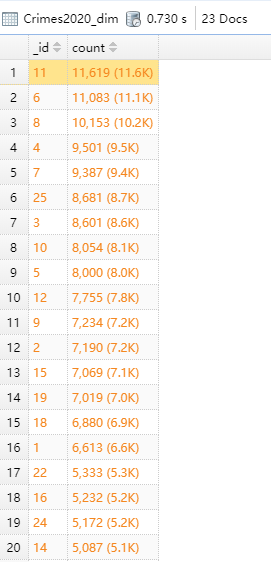 Crimes2020_dim 0.730 s 23 Docs
_id count
1 11 11,619 (11.6K)
2 6 11,083 (11.1K)
3 8 10,153 (10.2K)
4 4 9,501 (9.5K)
5 7 9,387 (9.4K)
6 25 8,681 (8.7K)
7 3 8,601 (8.6K)
8 10 8,054 (8.1K)
9 5 8,000 (8.0K)
10 12 7,755 (7.8K)
11 9 7,234 (7.2K)
12 2 7,190 (7.2K)
13 15 7,069 (7.1K)
14 19 7,019 (7.0K)
15 18 6,880 (6.9K)
16 1 6,613 (6.6K)
17 22 5,333 (5.3K)
18 16 5,232 (5.2K)
19 24 5,172 (5.2K)
20 14 5,087 (5.1K)